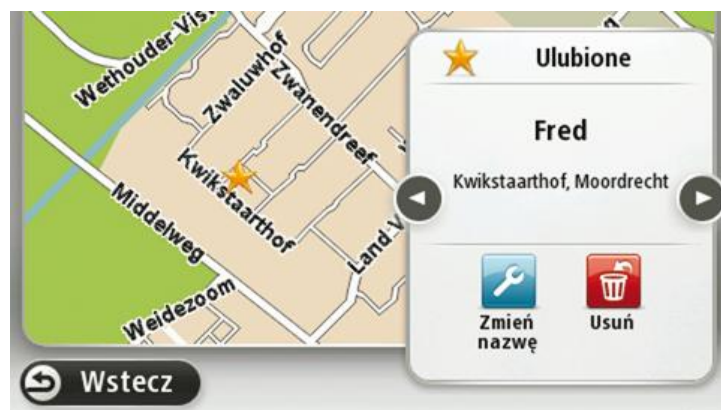 Wethouder Vis
Zwaluwhof
Zwanendreef
Kwikstaarthof
Middelweg
Land-V
Weidezoom
Ulubione
Fred
Kwikstaarthof, Moordrecht
Zmień
nazwę
Usuń
Wstecz